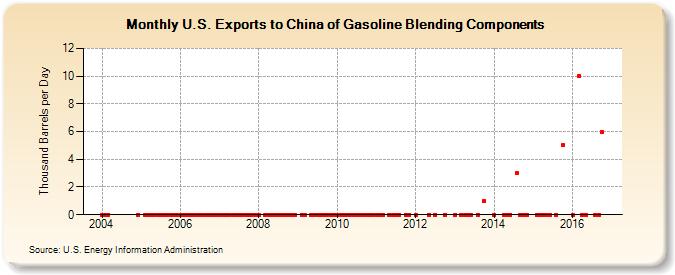 Monthly U.S. Exports to China of Gasoline Blending Components
Thousand Barrels per Day
12
10
8
6
4
2
0
2004 2006 2008 2010 2012 2014 2016
Source: U.S. Energy Information Administration